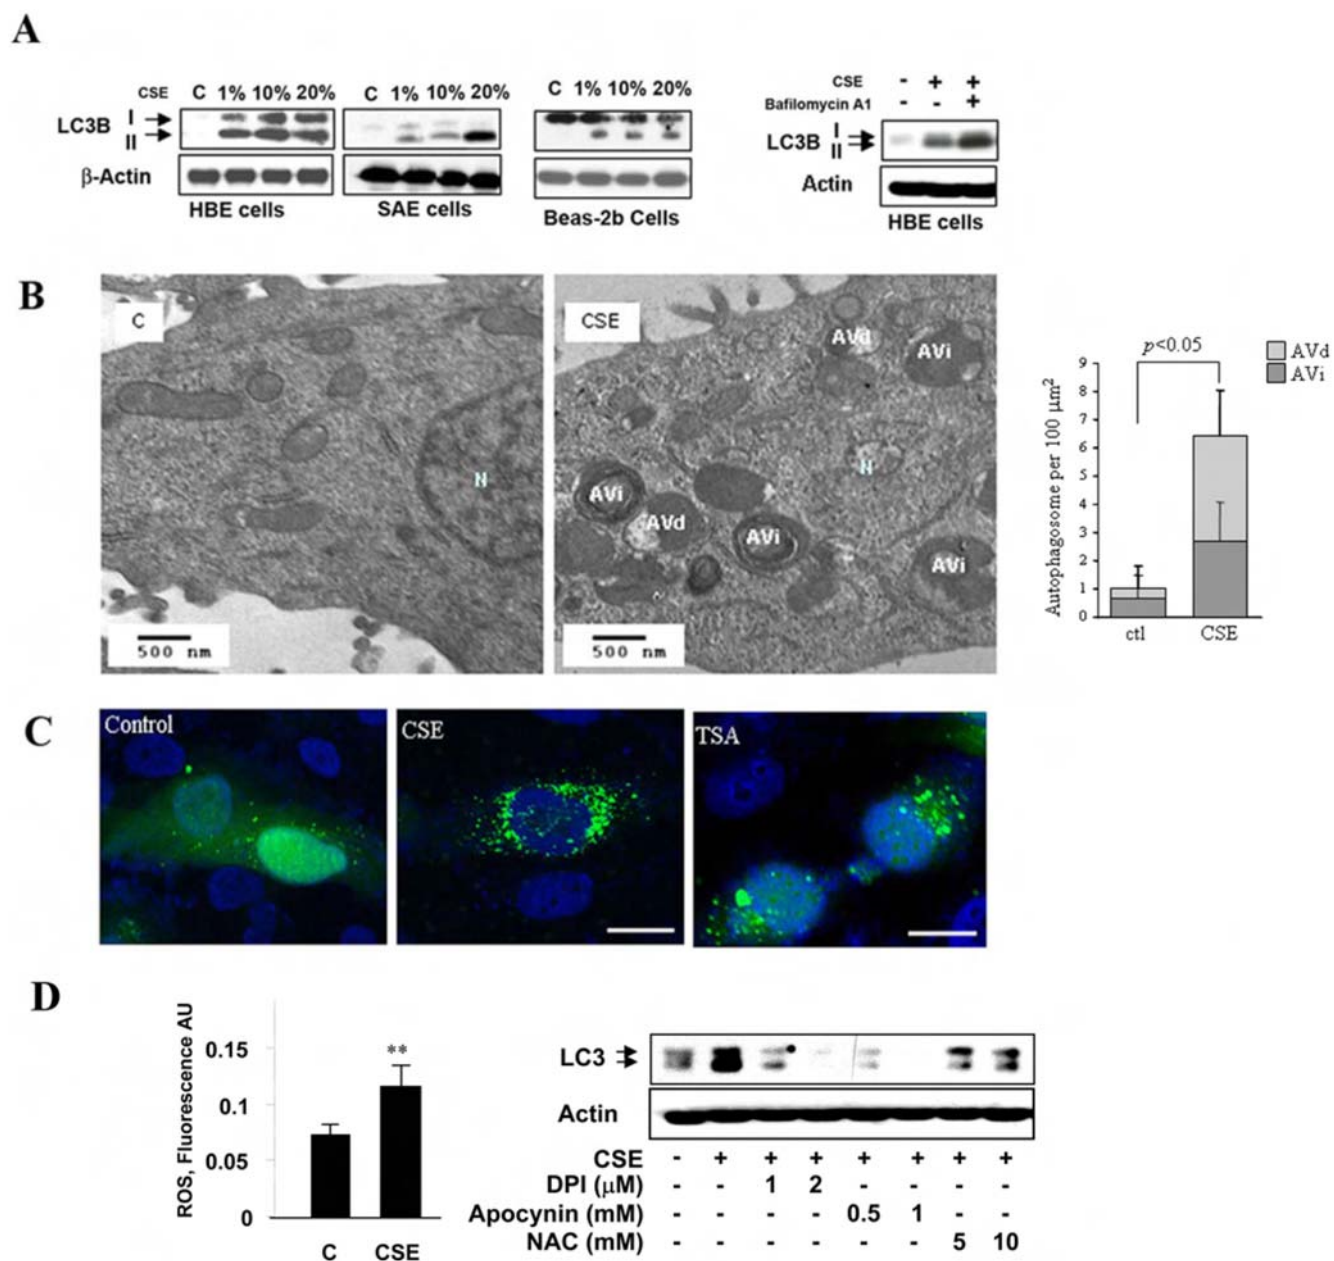 A
CSE C 1% 10% 20% C 1% 10% 20% C 1% 10% 20%
LC3B I II
β-Actin
HBE cells SAE cells Beas-2b Cells
CSE - + +
Bafilomycin A1 - - +
LC3B I II
Actin
HBE cells
B
C
N
500 nm
CSE
AVd
AVi
N
AVi
AVd
AVi
AVi
500 nm
p<0.05
AVd
AVi
Autophagosome per 100 μm²
9
8
7
6
5
4
3
2
1
0
ctl CSE
C
Control
CSE
TSA
D
ROS, Fluorescence AU
0.15
**
0.1
0.05
0
C CSE
LC3
Actin
CSE - + + + + + + +
DPI (μM) - - 1 2 - - - -
Apocynin (mM) - - - - 0.5 1 - -
NAC (mM) - - - - - - 5 10